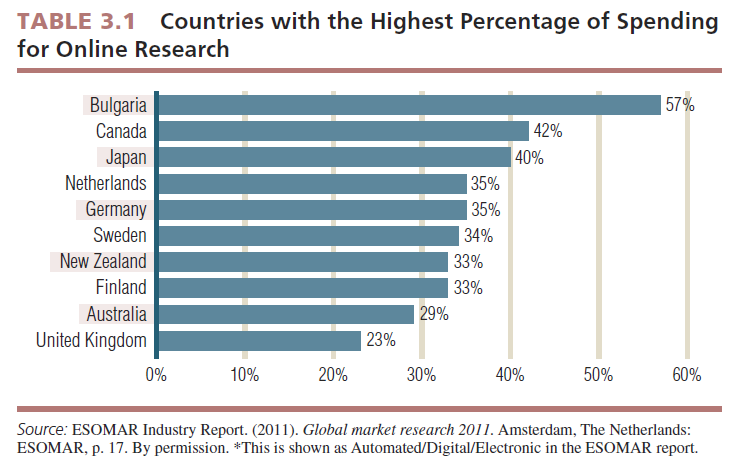 TABLE 3.1 Countries with the Highest Percentage of Spending
for Online Research
Bulgaria 57%
Canada 42%
Japan 40%
Netherlands 35%
Germany 35%
Sweden 34%
New Zealand 33%
Finland 33%
Australia 29%
United Kingdom 23%
0% 10% 20% 30% 40% 50% 60%
Source: ESOMAR Industry Report. (2011). Global market research 2011. Amsterdam, The Netherlands:
ESOMAR, p. 17. By permission. *This is shown as Automated/Digital/Electronic in the ESOMAR report.